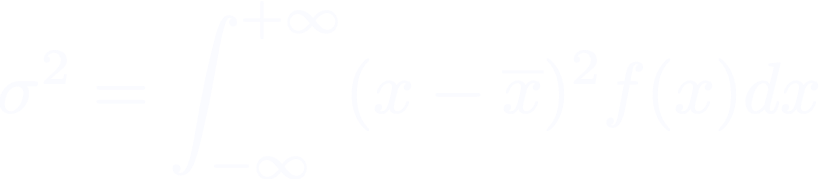 σ² = ∫_{-∞}^{+∞} (x − x̅)² f(x)dx